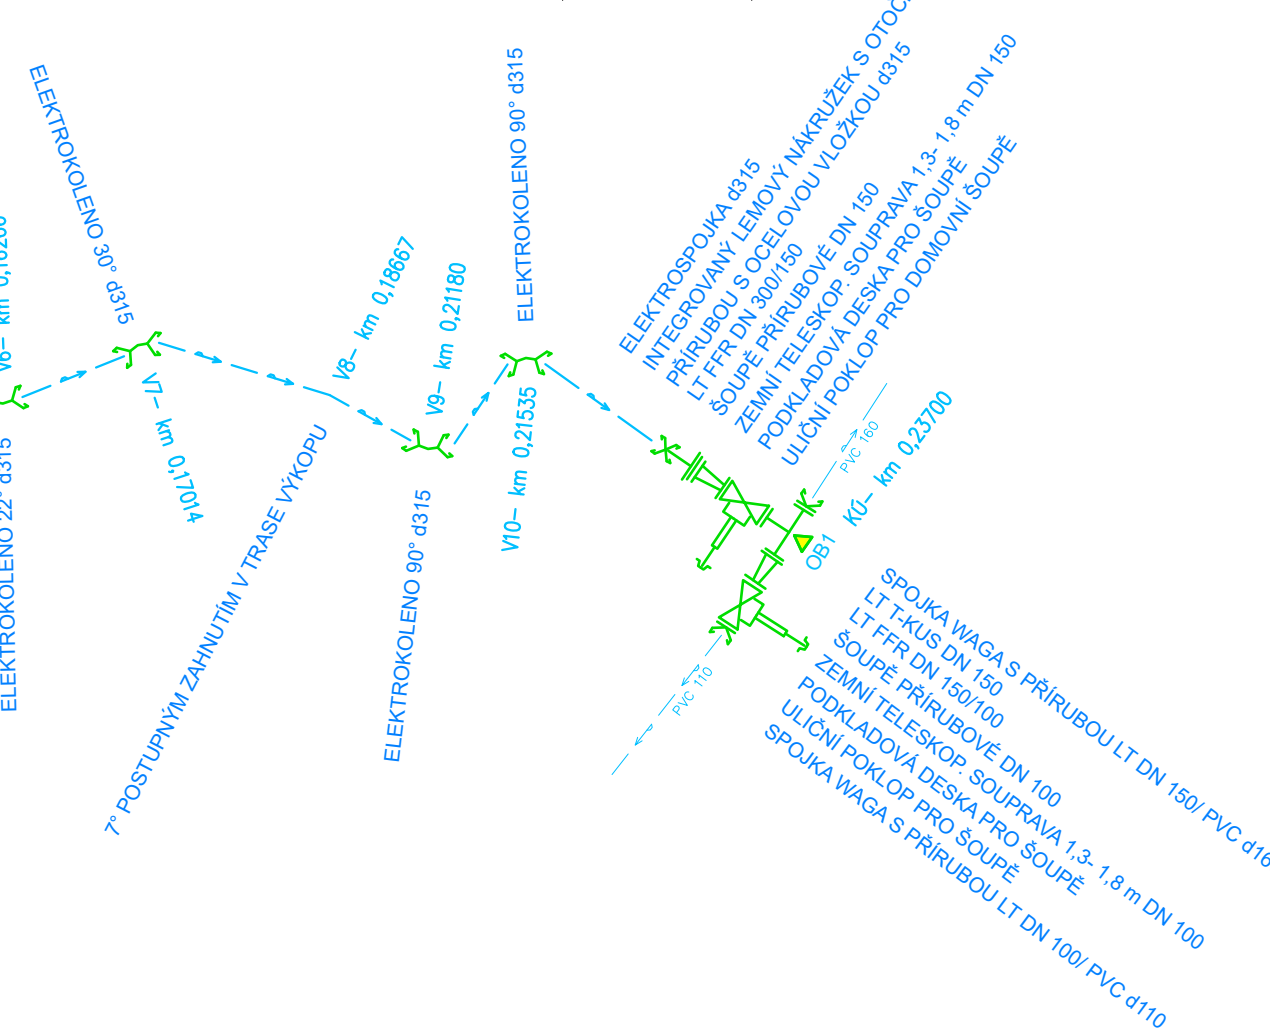 ELEKTROKOLENO 30° d315
V6– km
ELEKTROKOLENO 22° d315
V7– km 0,17014
7° POSTUPNÝM ZAHNUTÍM V TRASE VÝKOPU
V8– km 0,18667
V9– km 0,21180
ELEKTROKOLENO 90° d315
ELEKTROKOLENO 90° d315
V10– km 0,21535
ELEKTROSPOJKA d315
INTEGROVANÝ LEMOVÝ NÁKRUŽEK S
PŘÍRUBOU S OCELOVOU VLOŽKOU d315
LT FFR DN 300/150
ŠOUPĚ PŘÍRUBOVÉ DN 150
ZEMNÍ TELESKOP. SOUPRAVA 1,3- 1,8 m DN 150
PODKLADOVÁ DESKA PRO ŠOUPĚ
ULIČNÍ POKLOP PRO DOMOVNÍ ŠOUPĚ
PVC 160
KÚ– km 0,23700
OB1
PVC 110
SPOJKA WAGA S PŘÍRUBOU LT DN 150/ PVC
LT T-KUS DN 150
LT FFR DN 150/100
ŠOUPĚ PŘÍRUBOVÉ DN 100
ZEMNÍ TELESKOP. SOUPRAVA 1,3- 1,8 m DN 100
PODKLADOVÁ DESKA PRO ŠOUPĚ
ULIČNÍ POKLOP PRO ŠOUPĚ
SPOJKA WAGA S PŘÍRUBOU LT DN 100/ PVC d110